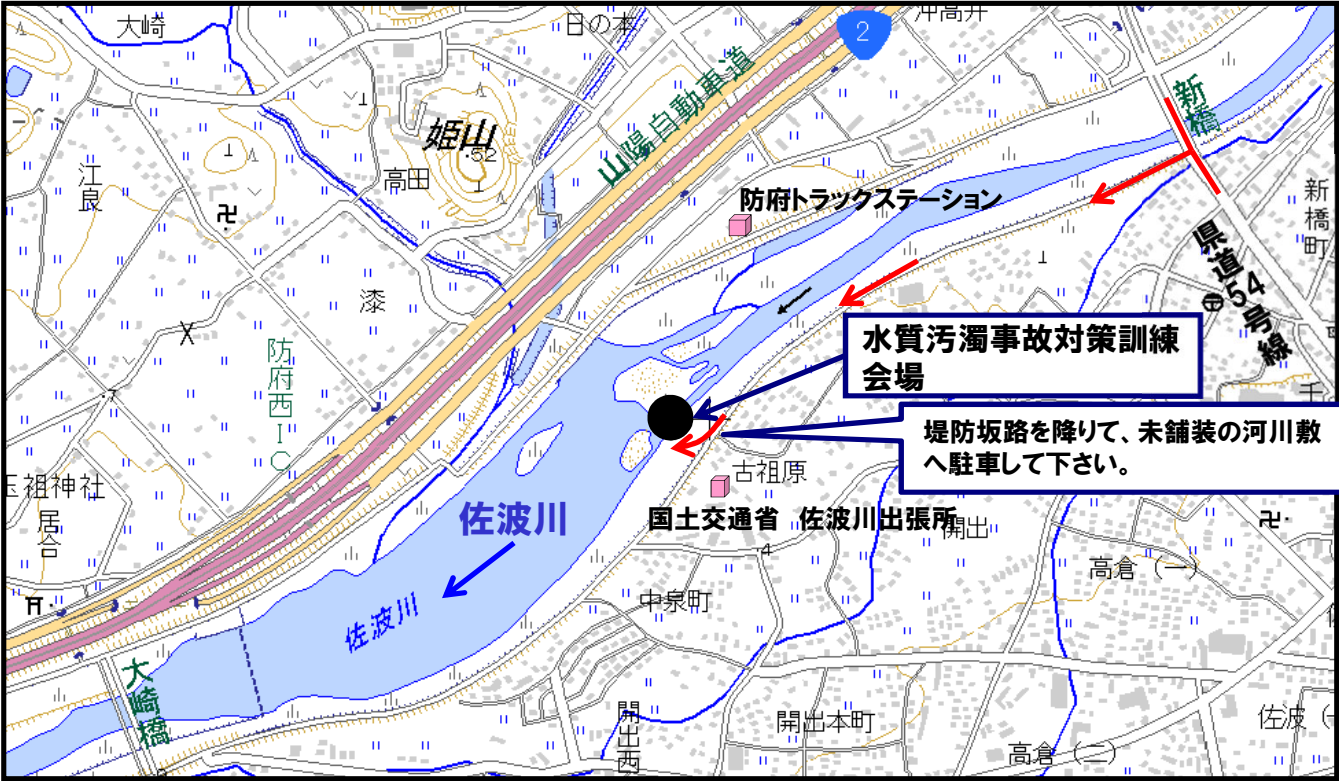 大崎
日の本
沖高井
2
山陽自動車道
新橋
姫山
.52
高田
江良
卍
防府トラックステーション
新橋町
県道54号線
漆
防府西IC
水質汚濁事故対策訓練
会場
堤防坂路を降りて、未舗装の河川敷
へ駐車して下さい。
.7
玉祖神社
居合
古祖原
佐波川
国土交通省 佐波川出張所
開出
卍
4
高倉(一)
中泉町
佐波川
大崎橋
開出西
開出本町
高倉(二)
佐波(